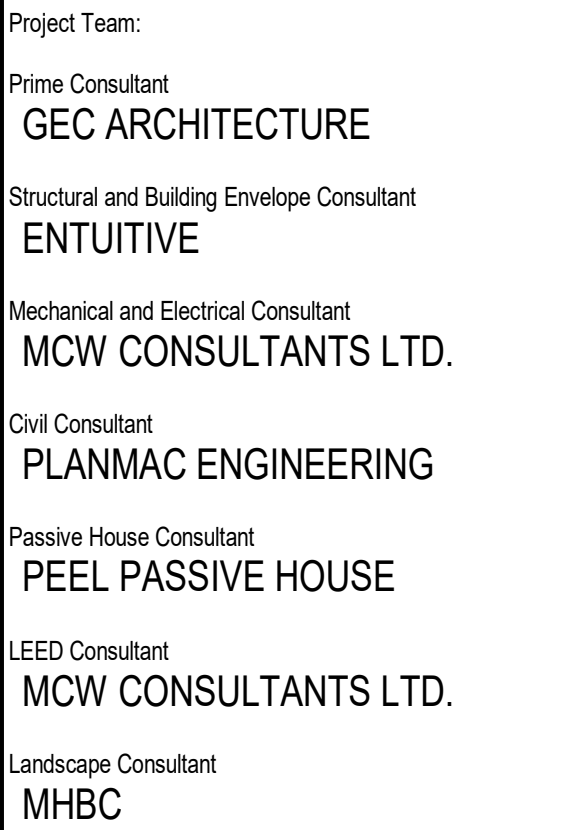 Project Team:
Prime Consultant
GEC ARCHITECTURE
Structural and Building Envelope Consultant
ENTUITIVE
Mechanical and Electrical Consultant
MCW CONSULTANTS LTD.
Civil Consultant
PLANMAC ENGINEERING
Passive House Consultant
PEEL PASSIVE HOUSE
LEED Consultant
MCW CONSULTANTS LTD.
Landscape Consultant
MHBC